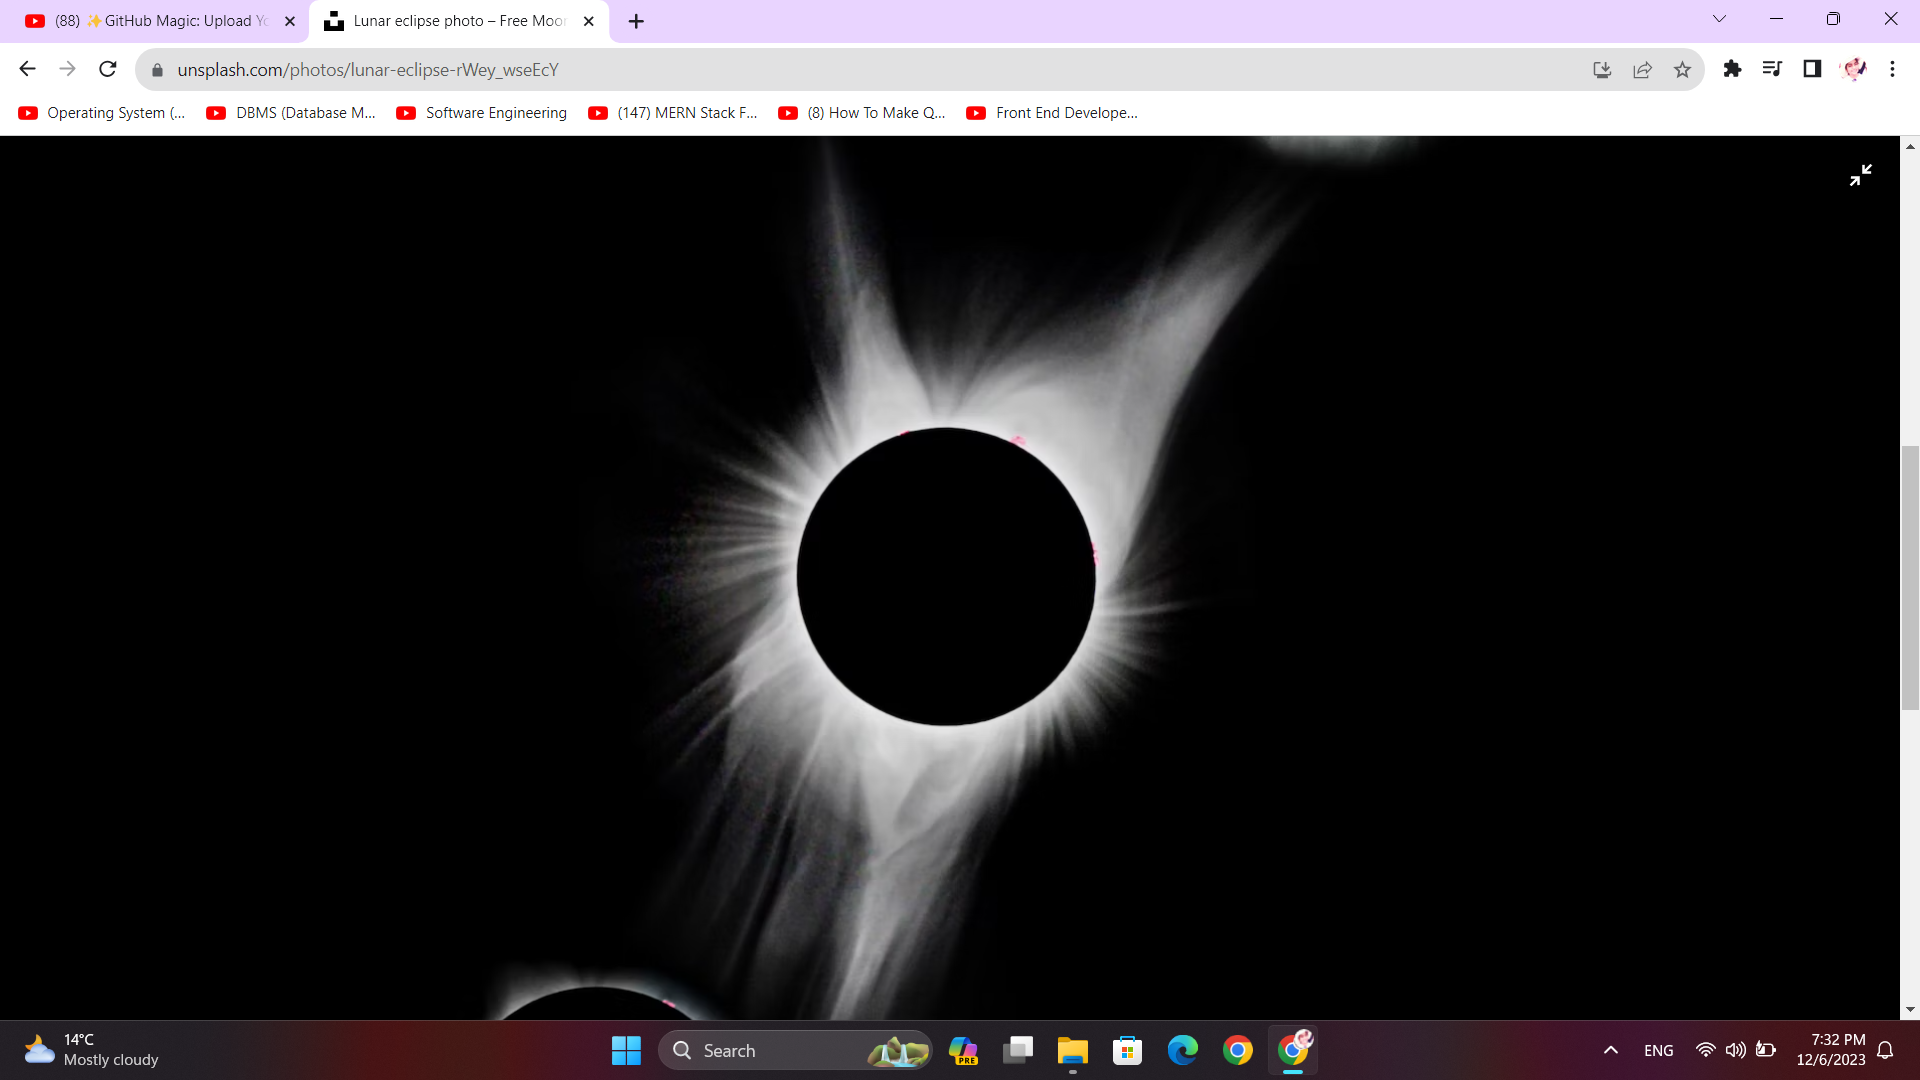 (88) ✨GitHub Magic: Upload Yo
Lunar eclipse photo – Free Moon
unsplash.com/photos/lunar-eclipse-rWey_wseEcY
Operating System (...
DBMS (Database M...
Software Engineering
(147) MERN Stack F...
(8) How To Make Q...
Front End Develope...
14°C
Mostly cloudy
Search
PRE
ENG
7:32 PM
12/6/2023